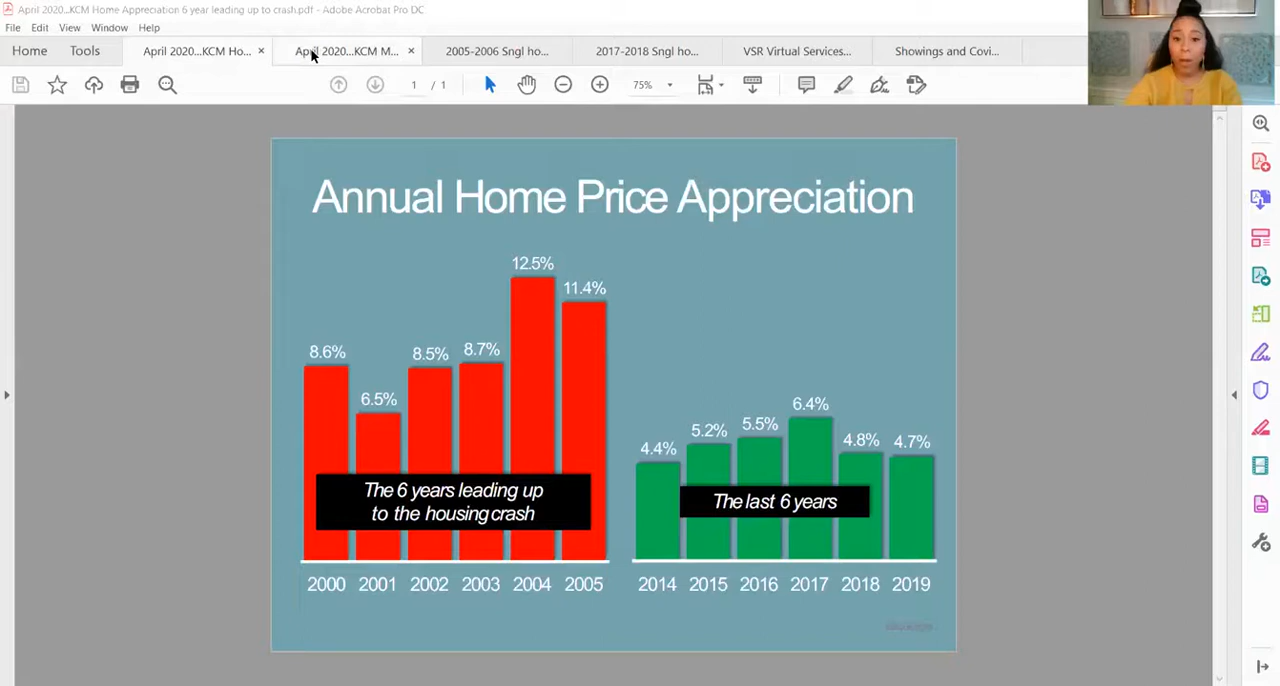 April 2020...KCM Home Appreciation 6 year leading up to crash.pdf - Adobe Acrobat Pro DC
File Edit View Window Help
Home Tools April 2020...KCM Ho... × April 2020...KCM M... × 2005-2006 Sngl ho... 2017-2018 Sngl ho... VSR Virtual Services... Showings and Covi...
1 / 1 75%
Annual Home Price Appreciation
12.5%
11.4%
8.6% 8.5% 8.7%
6.5%
6.4%
4.4% 5.2% 5.5% 4.8% 4.7%
The 6 years leading up
to the housing crash
The last 6 years
2000 2001 2002 2003 2004 2005 2014 2015 2016 2017 2018 2019